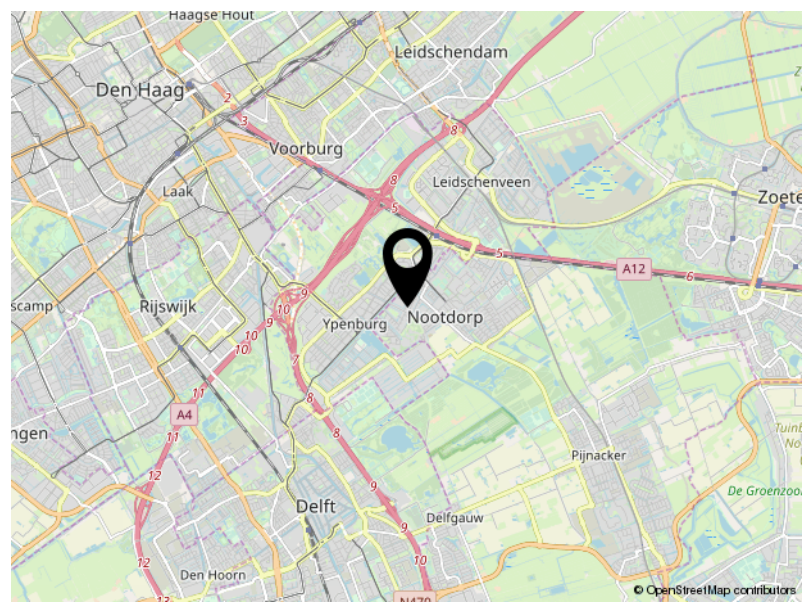 Haagse Hout
Leidschendam
Den Haag
2
3
8
Voorburg
Leidschenveen
8
Laak
5
Zoete
5
A12
6
9
10
9
Rijswijk
Ypenburg
Nootdorp
scamp
10
10
7
11
8
A4
11
8
ngen
12
9
Pijnacker
Tuinb
No
De Groenzoo
Delft
9
Delfgauw
12
10
Den Hoorn
13
N470
© OpenStreetMap contributors